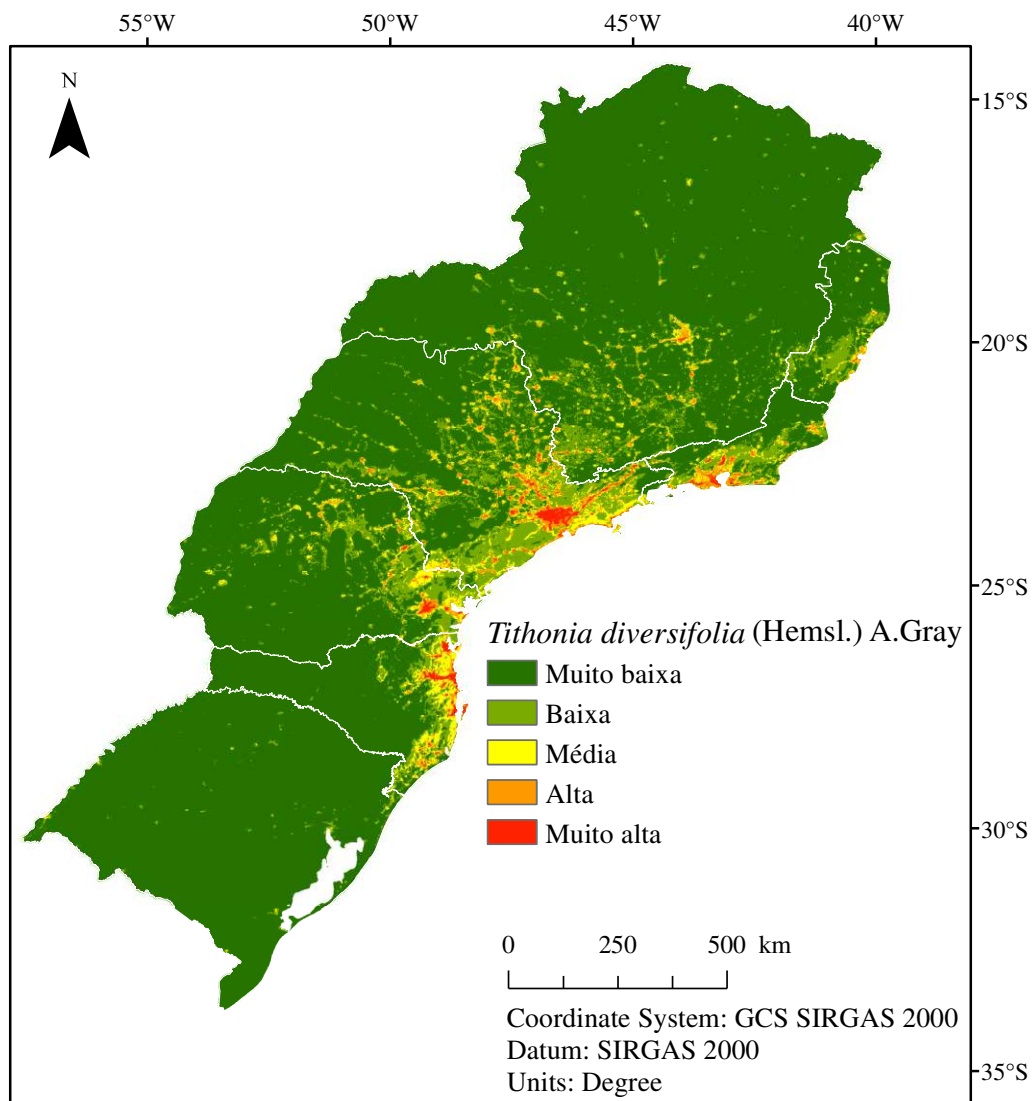 55°W 50°W 45°W 40°W
N
15°S
20°S
25°S
Tithonia diversifolia (Hemsl.) A.Gray
Muito baixa
Baixa
Média
Alta
Muito alta
30°S
0 250 500 km
Coordinate System: GCS SIRGAS 2000
Datum: SIRGAS 2000
Units: Degree
35°S